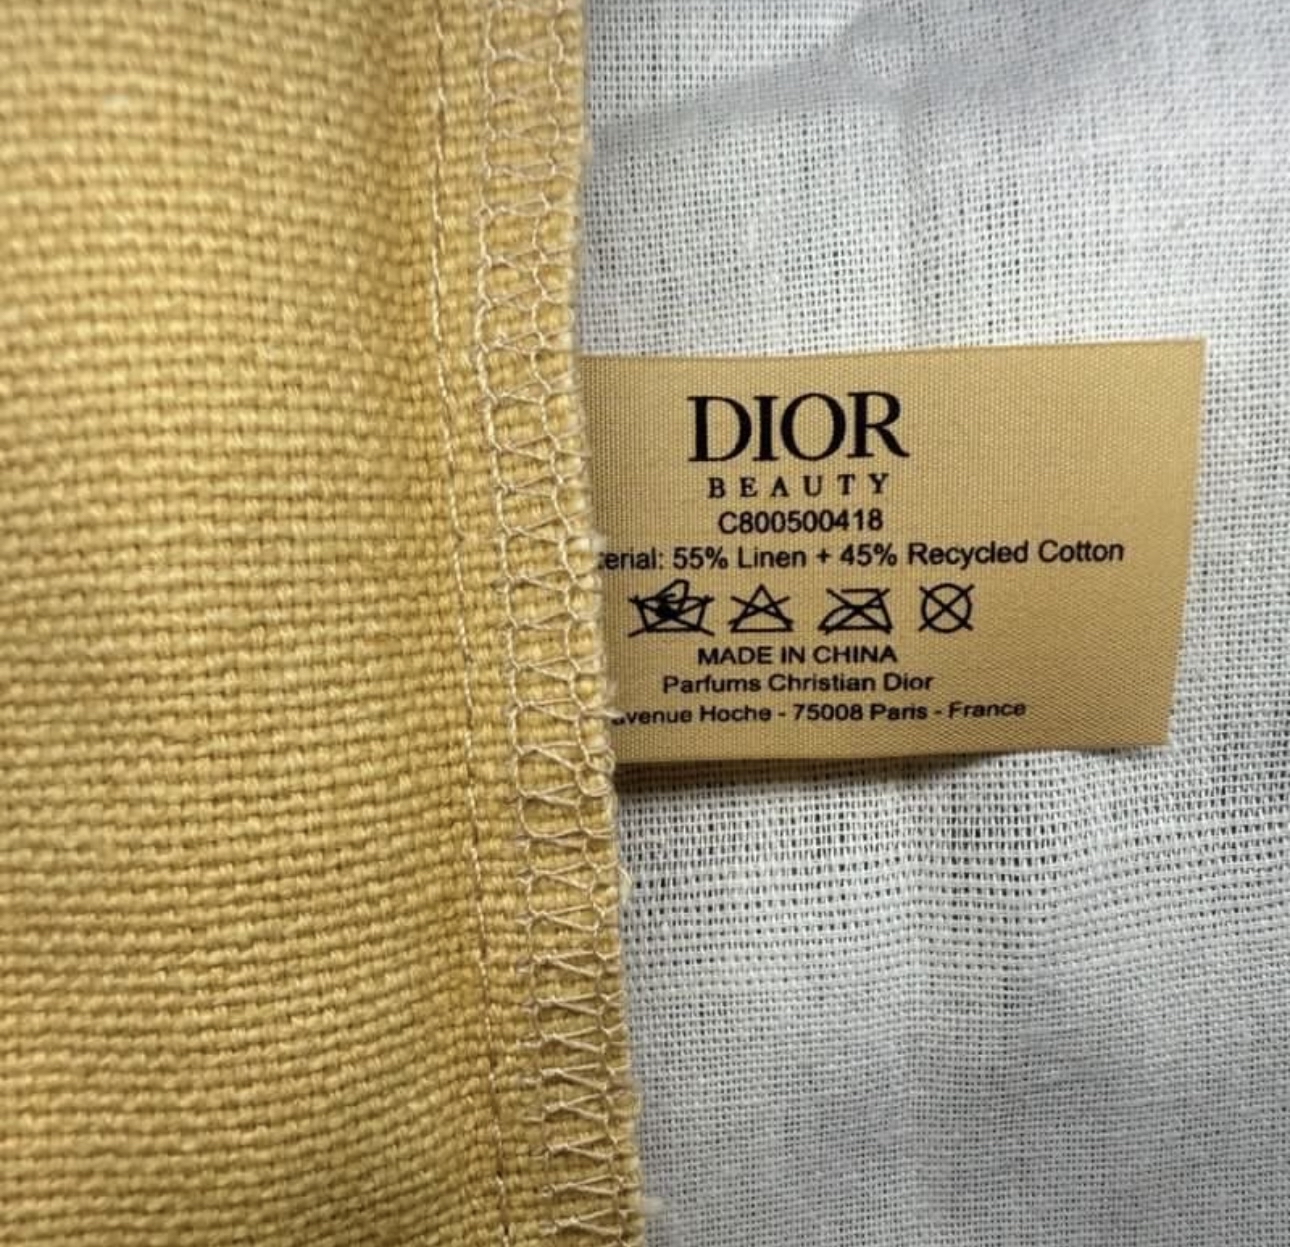 DIOR
BEAUTY
C800500418
erial: 55% Linen + 45% Recycled Cotton
MADE IN CHINA
Parfums Christian Dior
avenue Hoche - 75008 Paris - France